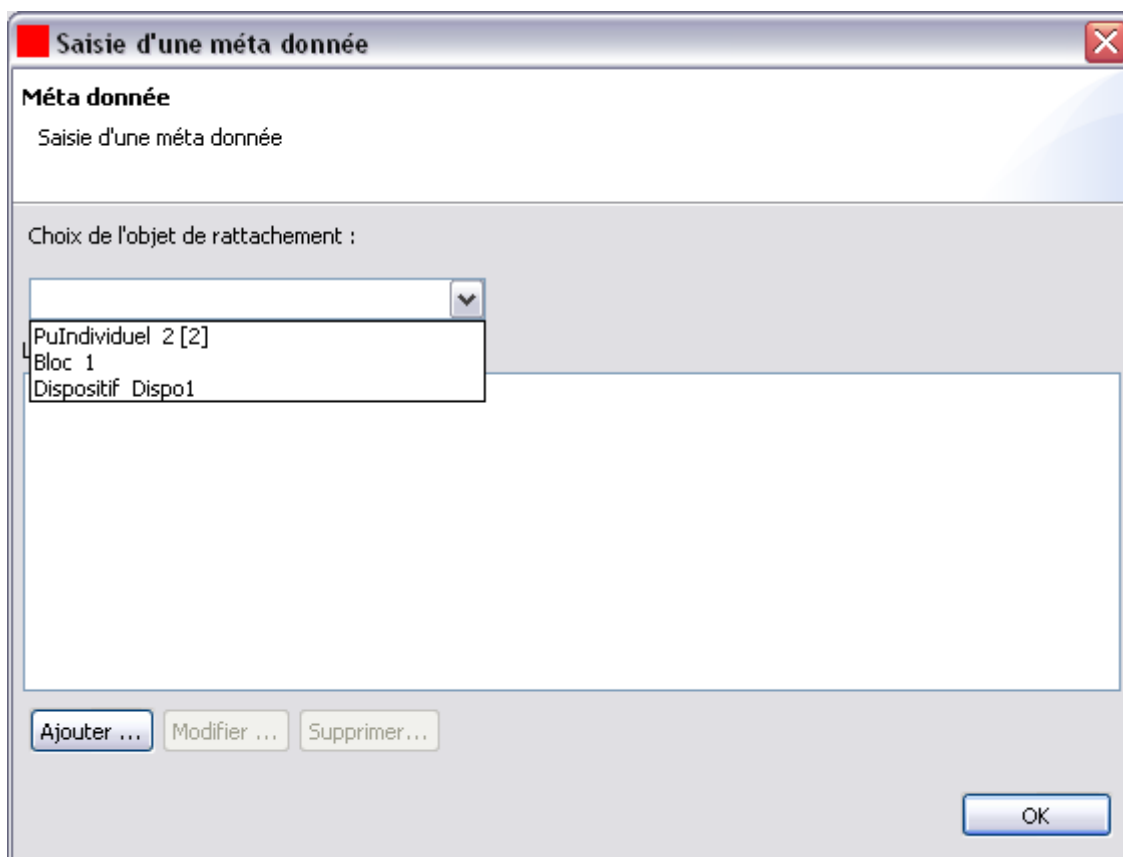 Saisie d'une méta donnée
Méta donnée
Saisie d'une méta donnée
Choix de l'objet de rattachement :
PuIndividuel 2 [2]
Bloc 1
Dispositif Dispo1
Ajouter ...
Modifier ...
Supprimer...
OK